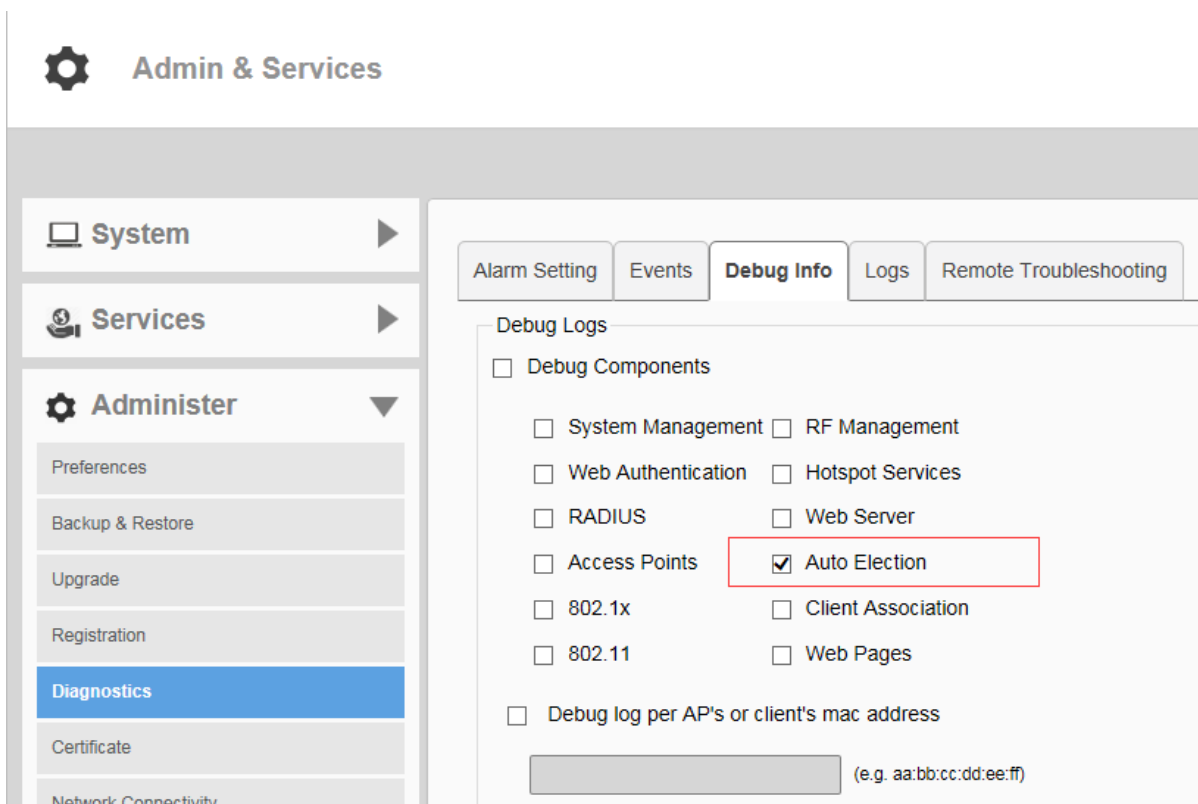 Admin & Services
System
Services
Administer
Preferences
Backup & Restore
Upgrade
Registration
Diagnostics
Certificate
Network Connectivity
Alarm Setting Events Debug Info Logs Remote Troubleshooting
Debug Logs
Debug Components
System Management RF Management
Web Authentication Hotspot Services
RADIUS Web Server
Access Points Auto Election
802.1x Client Association
802.11 Web Pages
Debug log per AP's or client's mac address
(e.g. aa:bb:cc:dd:ee:ff)